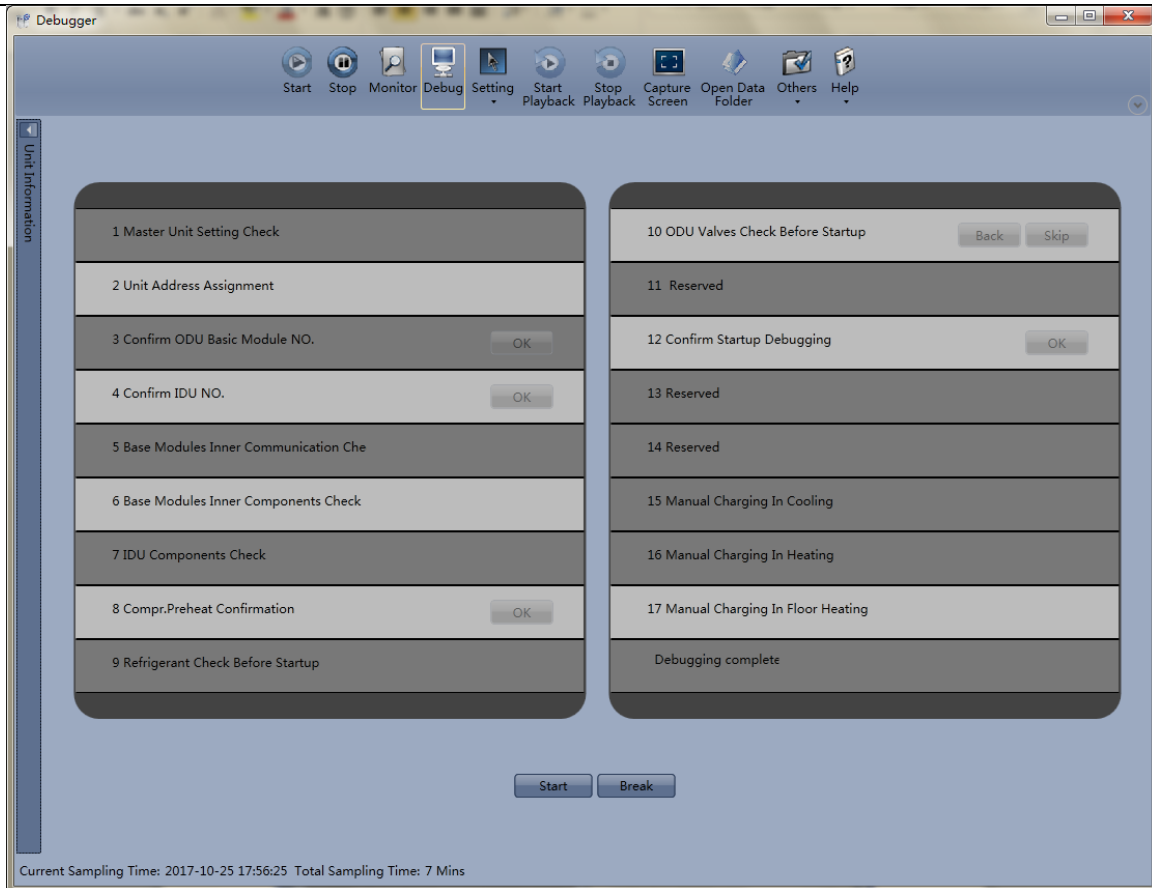 Debugger
Start Stop Monitor Debug Setting Start Playback Stop Playback Capture Screen Open Data Folder Others Help
Unit Information
1 Master Unit Setting Check
2 Unit Address Assignment
3 Confirm ODU Basic Module NO. OK
4 Confirm IDU NO. OK
5 Base Modules Inner Communication Che
6 Base Modules Inner Components Check
7 IDU Components Check
8 Compr.Preheat Confirmation OK
9 Refrigerant Check Before Startup
10 ODU Valves Check Before Startup Back Skip
11 Reserved
12 Confirm Startup Debugging OK
13 Reserved
14 Reserved
15 Manual Charging In Cooling
16 Manual Charging In Heating
17 Manual Charging In Floor Heating
Debugging complete
Start Break
Current Sampling Time: 2017-10-25 17:56:25 Total Sampling Time: 7 Mins